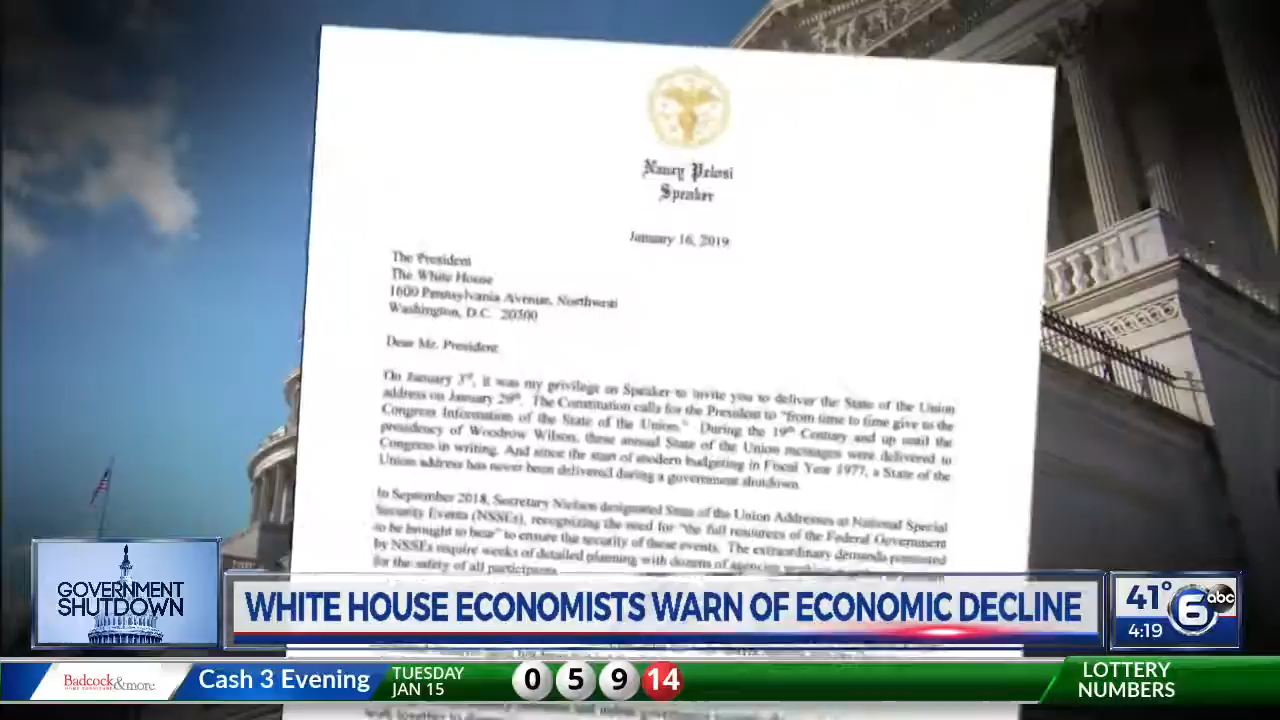 Nancy Pelosi
Speaker
January 16, 2019
The President
The White House
1600 Pennsylvania Avenue, Northwest
Washington, D.C. 20500
Dear Mr. President:
On January 3rd, it was my privilege as Speaker to invite you to deliver the State of the Union
address on January 29th. The Constitution calls for the President to “from time to time give to the
Congress Information of the State of the Union.” During the 19th Century and up until the
presidency of Woodrow Wilson, these annual State of the Union messages were delivered to
Congress in writing. And since the start of modern budgeting in Fiscal Year 1977, a State of the
Union address has never been delivered during a government shutdown.
In September 2018, Secretary Nielsen designated State of the Union Addresses as National Special
Security Events (NSSEs), recognizing the need for “the full resources of the Federal Government
to be brought to bear” to ensure the security of these events. The extraordinary demands presented
by NSSEs require weeks of detailed planning with dozens of agencies working
for the safety of all participants.
GOVERNMENT
SHUTDOWN
WHITE HOUSE ECONOMISTS WARN OF ECONOMIC DECLINE
41°
4:19
6
abc
Badcock &more
Cash 3 Evening
TUESDAY
JAN 15
0 5 9 14
LOTTERY
NUMBERS